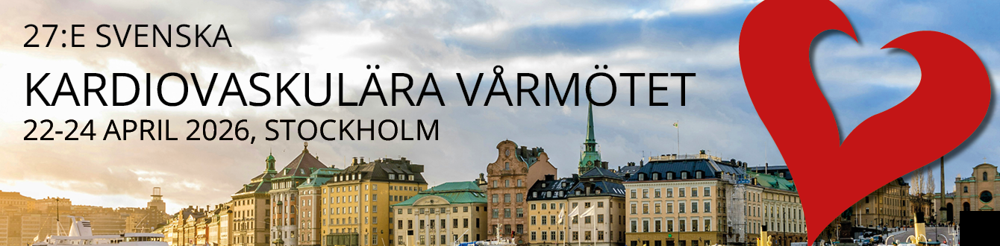 27:E SVENSKA
KARDIOVASKULÄRA VÅRMÖTET
22-24 APRIL 2026, STOCKHOLM